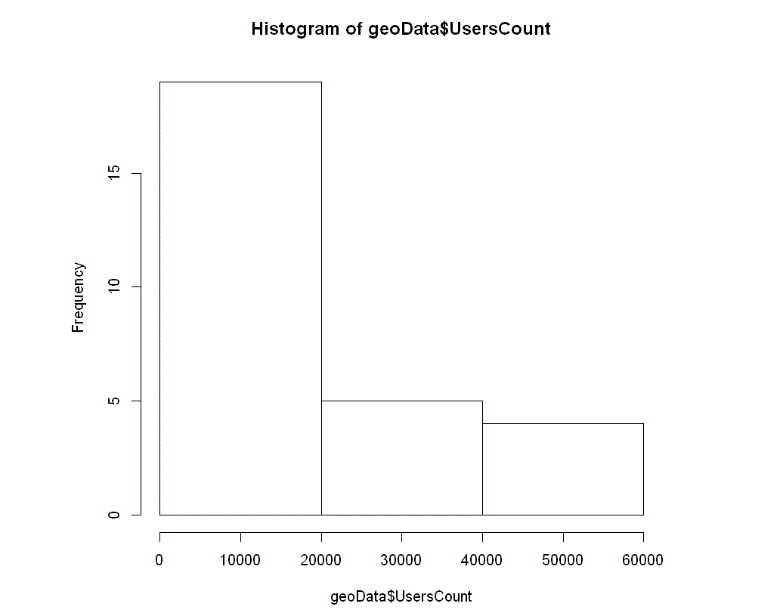 Histogram of geoData$UsersCount
15
10
5
0
Frequency
0 10000 20000 30000 40000 50000 60000
geoData$UsersCount